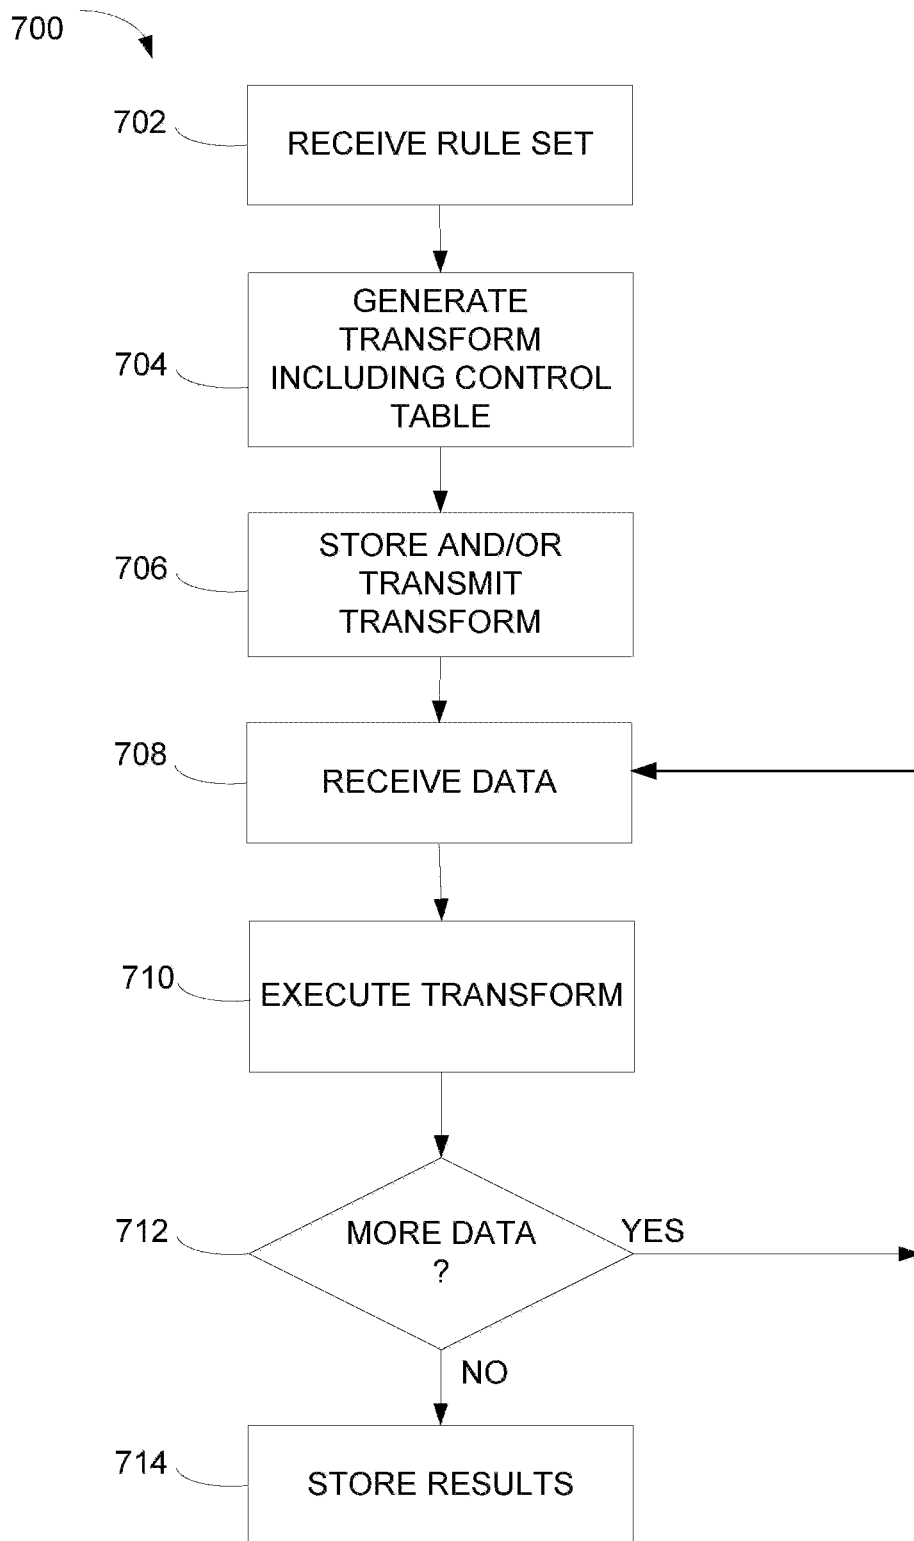 700
702
RECEIVE RULE SET
704
GENERATE
TRANSFORM
INCLUDING CONTROL
TABLE
706
STORE AND/OR
TRANSMIT
TRANSFORM
708
RECEIVE DATA
710
EXECUTE TRANSFORM
712
MORE DATA
?
YES
NO
714
STORE RESULTS